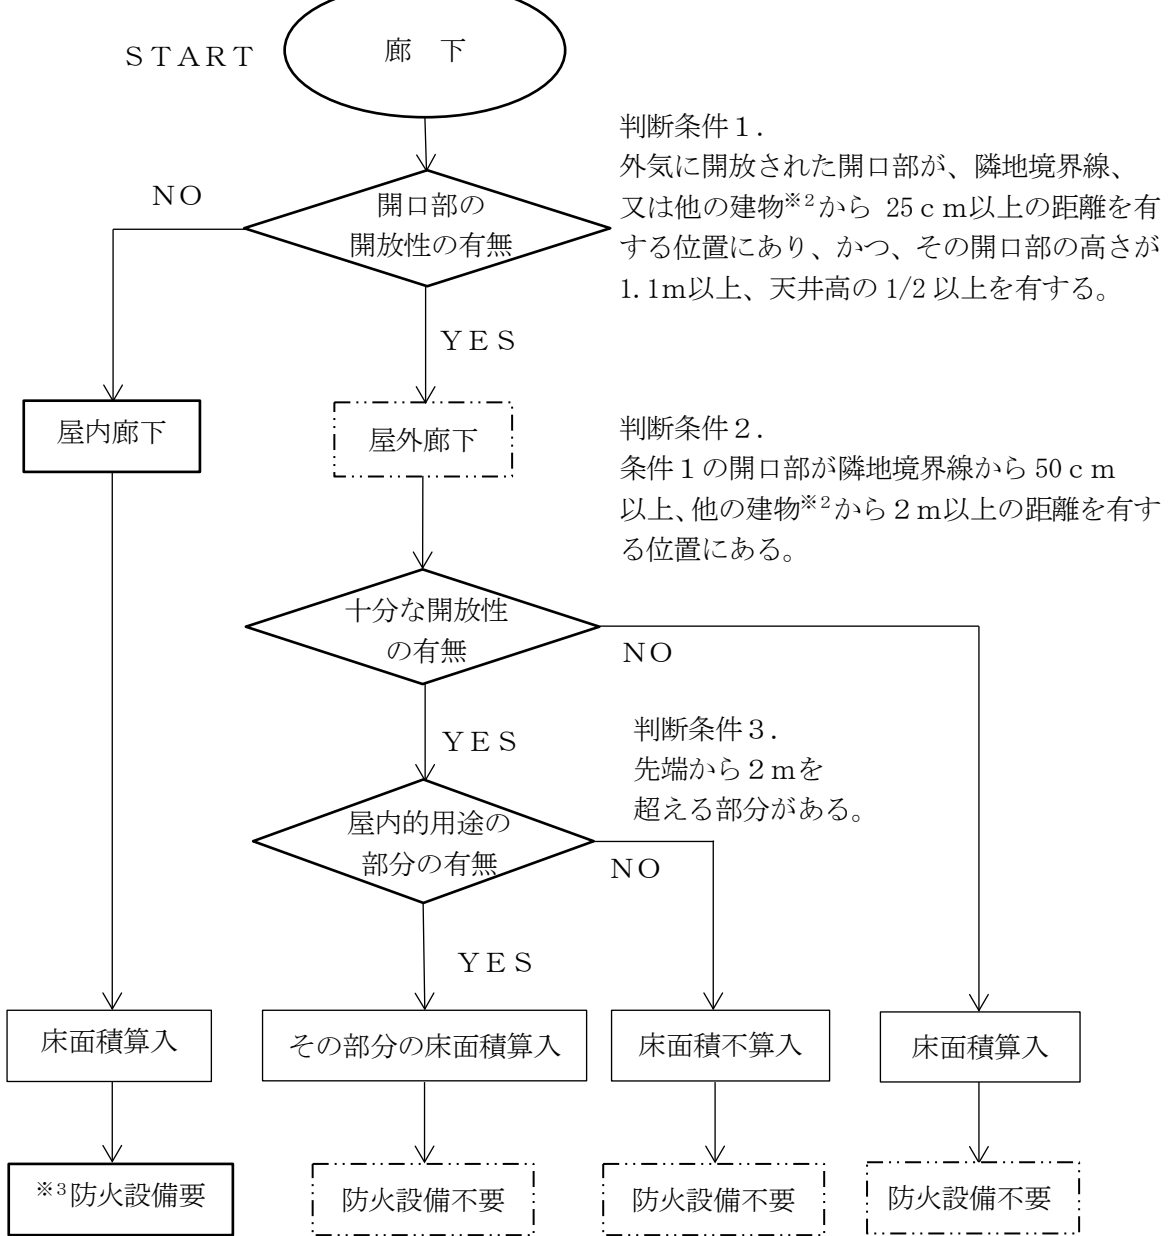 START
廊　下
判断条件１.
外気に開放された開口部が、隣地境界線、
又は他の建物※2から 25ｃｍ以上の距離を有
する位置にあり、かつ、その開口部の高さが
1.1ｍ以上、天井高の 1/2 以上を有する。
NO
開口部の
開放性の有無
YES
屋内廊下
屋外廊下
判断条件２.
条件１の開口部が隣地境界線から 50ｃｍ
以上、他の建物※2から２ｍ以上の距離を有す
る位置にある。
十分な開放性
の有無
NO
YES
判断条件３.
先端から２ｍを
超える部分がある。
屋内的用途の
部分の有無
NO
YES
床面積算入
その部分の床面積算入
床面積不算入
床面積算入
※3防火設備要
防火設備不要
防火設備不要
防火設備不要